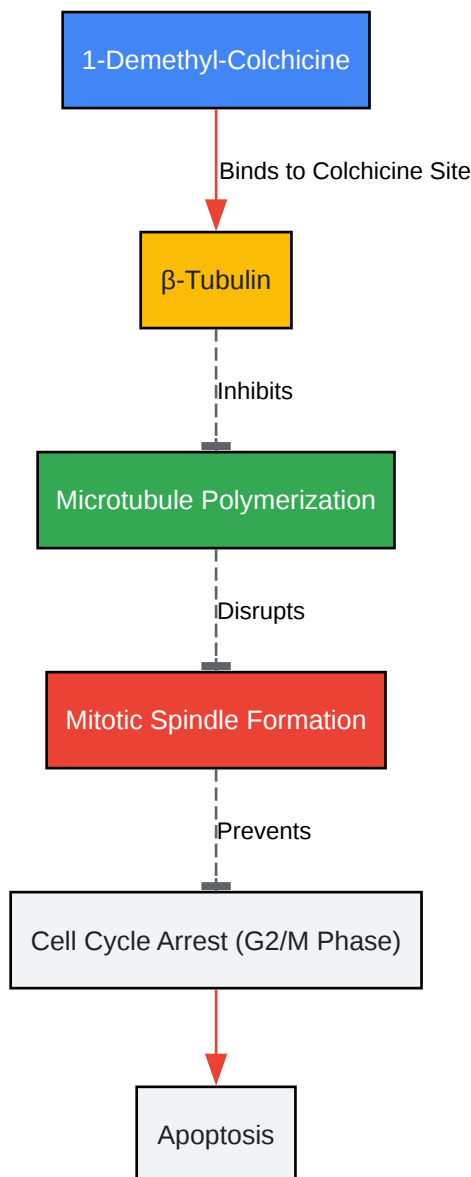 1-Demethyl-Colchicine
Binds to Colchicine Site
β-Tubulin
Inhibits
Microtubule Polymerization
Disrupts
Mitotic Spindle Formation
Prevents
Cell Cycle Arrest (G2/M Phase)
Apoptosis